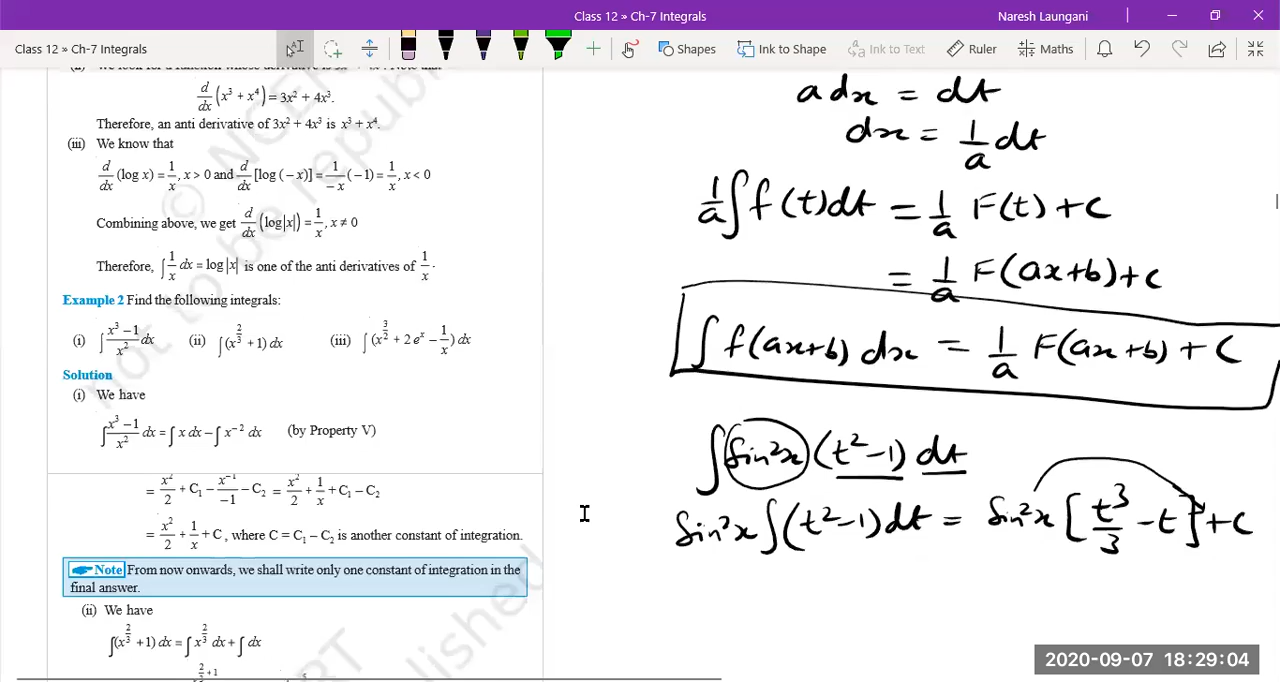 Class 12 » Ch-7 Integrals
Naresh Laungani
Class 12 » Ch-7 Integrals
Shapes
Ink to Shape
Ink to Text
Ruler
Maths
d/dx (x³ + x⁴) = 3x² + 4x³.
Therefore, an anti derivative of 3x² + 4x³ is x³ + x⁴.
(iii) We know that
d/dx (log x) = 1/x, x > 0 and d/dx [log (– x)] = 1/–x (–1) = 1/x, x < 0
Combining above, we get d/dx (log|x|) = 1/x, x ≠ 0
Therefore, ∫ 1/x dx = log|x| is one of the anti derivatives of 1/x.
Example 2 Find the following integrals:
(i) ∫ (x³ – 1)/x² dx (ii) ∫ (x^(2/3) + 1) dx (iii) ∫ (x^(3/2) + 2 eˣ – 1/x) dx
Solution
(i) We have
∫ (x³ – 1)/x² dx = ∫ x dx – ∫ x⁻² dx (by Property V)
= x²/2 + C₁ – x⁻¹/–1 – C₂ = x²/2 + 1/x + C₁ – C₂
= x²/2 + 1/x + C, where C = C₁ – C₂ is another constant of integration.
Note From now onwards, we shall write only one constant of integration in the
final answer.
(ii) We have
∫(x^(2/3) + 1) dx = ∫ x^(2/3) dx + ∫ dx
a dx = dt
dx = 1/a dt
1/a ∫ f(t) dt = 1/a F(t) + C
= 1/a F(ax+b) + C
∫ f(ax+b) dx = 1/a F(ax+b) + C
∫ sin²x (t²–1) dt
sin²x ∫(t²–1) dt = sin²x [t³/3 – t] + C
© NCERT
not to be republished
2020-09-07 18:29:04